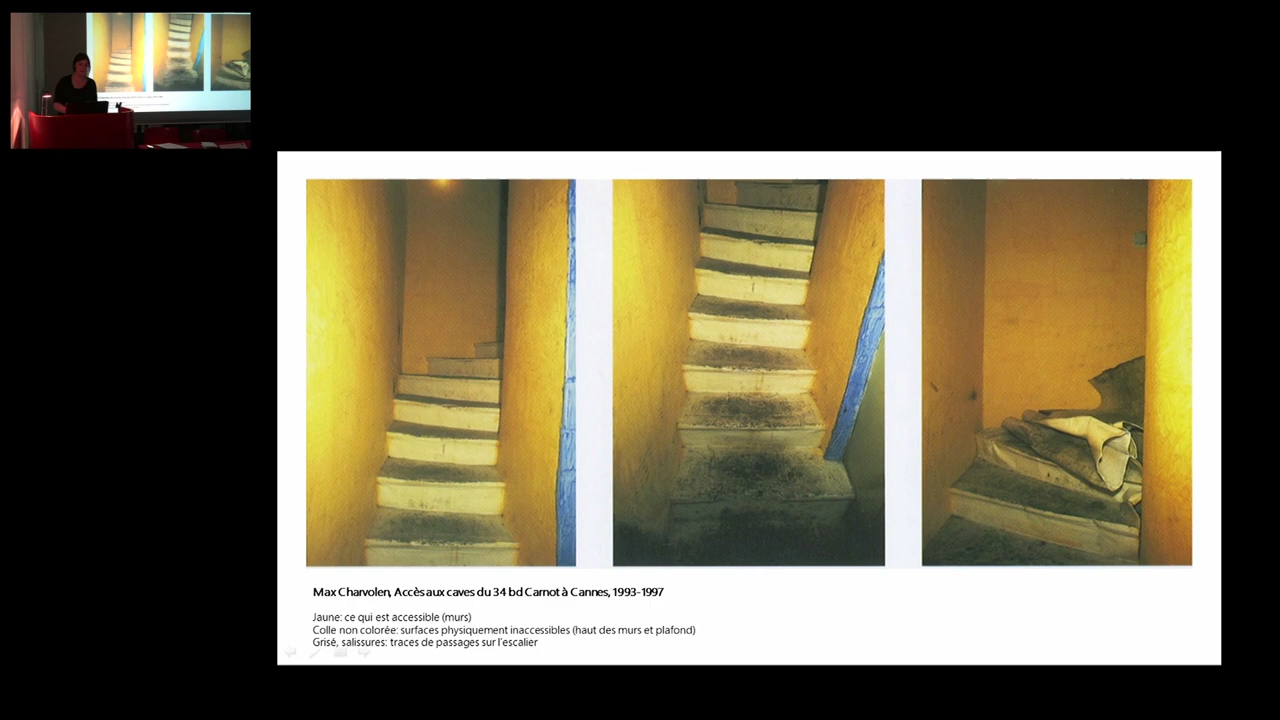 Max Charvolen, Accès aux caves du 34 bd Carnot à Cannes, 1993-1997
Jaune: ce qui est accessible (murs)
Colle non colorée: surfaces physiquement inaccessibles (haut des murs et plafond)
Grisé, salissures: traces de passages sur l'escalier